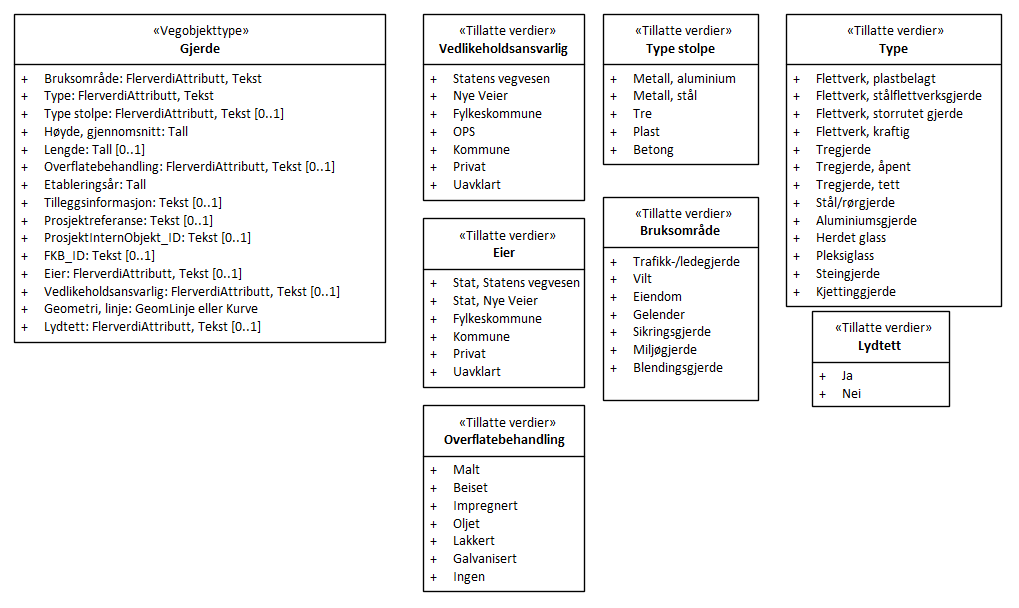 «Vegobjekttype»
Gjerde
+ Bruksområde: FlerverdiAttributt, Tekst
+ Type: FlerverdiAttributt, Tekst
+ Type stolpe: FlerverdiAttributt, Tekst [0..1]
+ Høyde, gjennomsnitt: Tall
+ Lengde: Tall [0..1]
+ Overflatebehandling: FlerverdiAttributt, Tekst [0..1]
+ Etableringsår: Tall
+ Tilleggsinformasjon: Tekst [0..1]
+ Prosjektreferanse: Tekst [0..1]
+ ProsjektInternObjekt_ID: Tekst [0..1]
+ FKB_ID: Tekst [0..1]
+ Eier: FlerverdiAttributt, Tekst [0..1]
+ Vedlikeholdsansvarlig: FlerverdiAttributt, Tekst [0..1]
+ Geometri, linje: GeomLinje eller Kurve
+ Lydtett: FlerverdiAttributt, Tekst [0..1]
«Tillatte verdier»
Vedlikeholdsansvarlig
+ Statens vegvesen
+ Nye Veier
+ Fylkeskommune
+ OPS
+ Kommune
+ Privat
+ Uavklart
«Tillatte verdier»
Eier
+ Stat, Statens vegvesen
+ Stat, Nye Veier
+ Fylkeskommune
+ Kommune
+ Privat
+ Uavklart
«Tillatte verdier»
Overflatebehandling
+ Malt
+ Beiset
+ Impregnert
+ Oljet
+ Lakkert
+ Galvanisert
+ Ingen
«Tillatte verdier»
Type stolpe
+ Metall, aluminium
+ Metall, stål
+ Tre
+ Plast
+ Betong
«Tillatte verdier»
Bruksområde
+ Trafikk-/ledegjerde
+ Vilt
+ Eiendom
+ Gelender
+ Sikringsgjerde
+ Miljøgjerde
+ Blendingsgjerde
«Tillatte verdier»
Type
+ Flettverk, plastbelagt
+ Flettverk, stålflettverksgjerde
+ Flettverk, storrutet gjerde
+ Flettverk, kraftig
+ Tregjerde
+ Tregjerde, åpent
+ Tregjerde, tett
+ Stål/rørgjerde
+ Aluminiumsgjerde
+ Herdet glass
+ Pleksiglass
+ Steingjerde
+ Kjettinggjerde
«Tillatte verdier»
Lydtett
+ Ja
+ Nei